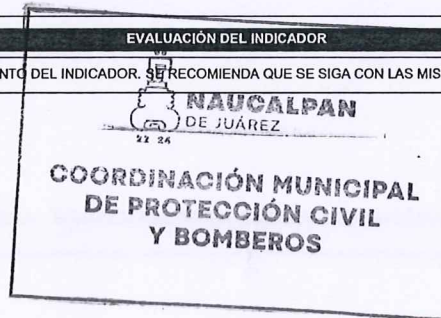 EVALUACIÓN DEL INDICADOR
NTO DEL INDICADOR. SE RECOMIENDA QUE SE SIGA CON LAS MIS
NAUCALPAN
DE JUÁREZ
22 24
COORDINACIÓN MUNICIPAL
DE PROTECCIÓN CIVIL
Y BOMBEROS